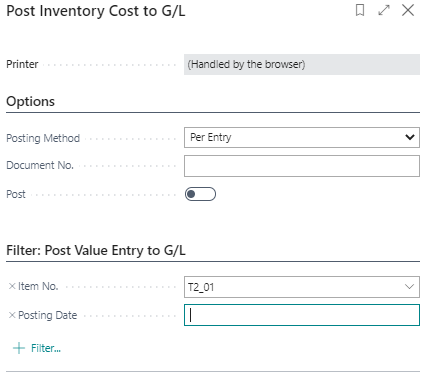 Post Inventory Cost to G/L
Printer (Handled by the browser)
Options
Posting Method Per Entry
Document No.
Post
Filter: Post Value Entry to G/L
× Item No. T2_01
× Posting Date
+ Filter...